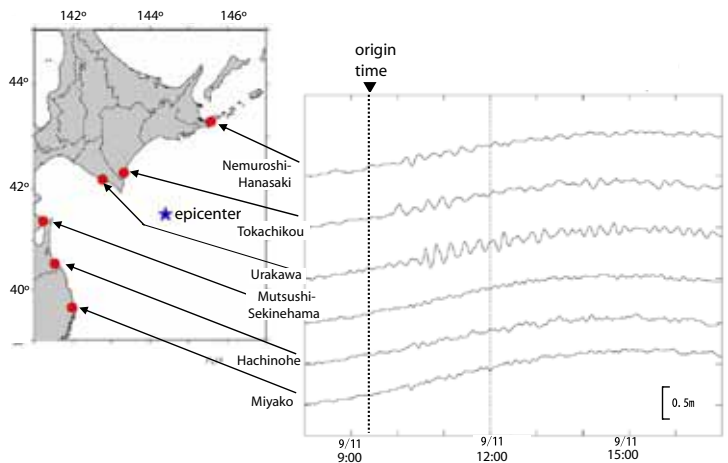 142° 144° 146°
44°
42°
40°
epicenter
origin
time
Nemuroshi-
Hanasaki
Tokachikou
Urakawa
Mutsushi-
Sekinehama
Hachinohe
Miyako
0.5m
9/11
9:00
9/11
12:00
9/11
15:00